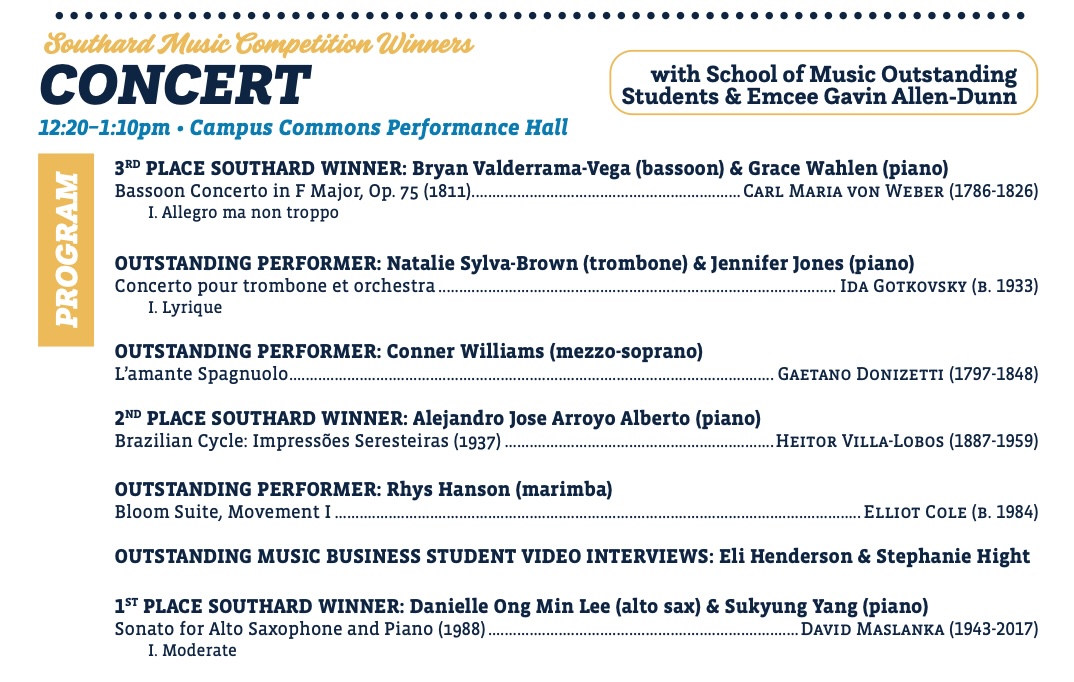 Southard Music Competition Winners
CONCERT
12:20–1:10pm • Campus Commons Performance Hall
with School of Music Outstanding
Students & Emcee Gavin Allen-Dunn
PROGRAM
3RD PLACE SOUTHARD WINNER: Bryan Valderrama-Vega (bassoon) & Grace Wahlen (piano)
Bassoon Concerto in F Major, Op. 75 (1811)....CARL MARIA VON WEBER (1786-1826)
I. Allegro ma non troppo
OUTSTANDING PERFORMER: Natalie Sylva-Brown (trombone) & Jennifer Jones (piano)
Concerto pour trombone et orchestra.... IDA GOTKOVSKY (B. 1933)
I. Lyrique
OUTSTANDING PERFORMER: Conner Williams (mezzo-soprano)
L’amante Spagnuolo.... GAETANO DONIZETTI (1797-1848)
2ND PLACE SOUTHARD WINNER: Alejandro Jose Arroyo Alberto (piano)
Brazilian Cycle: Impressões Seresteiras (1937) ....HEITOR VILLA-LOBOS (1887-1959)
OUTSTANDING PERFORMER: Rhys Hanson (marimba)
Bloom Suite, Movement I .... ELLIOT COLE (B. 1984)
OUTSTANDING MUSIC BUSINESS STUDENT VIDEO INTERVIEWS: Eli Henderson & Stephanie Hight
1ST PLACE SOUTHARD WINNER: Danielle Ong Min Lee (alto sax) & Sukyung Yang (piano)
Sonato for Alto Saxophone and Piano (1988)....DAVID MASLANKA (1943-2017)
I. Moderate